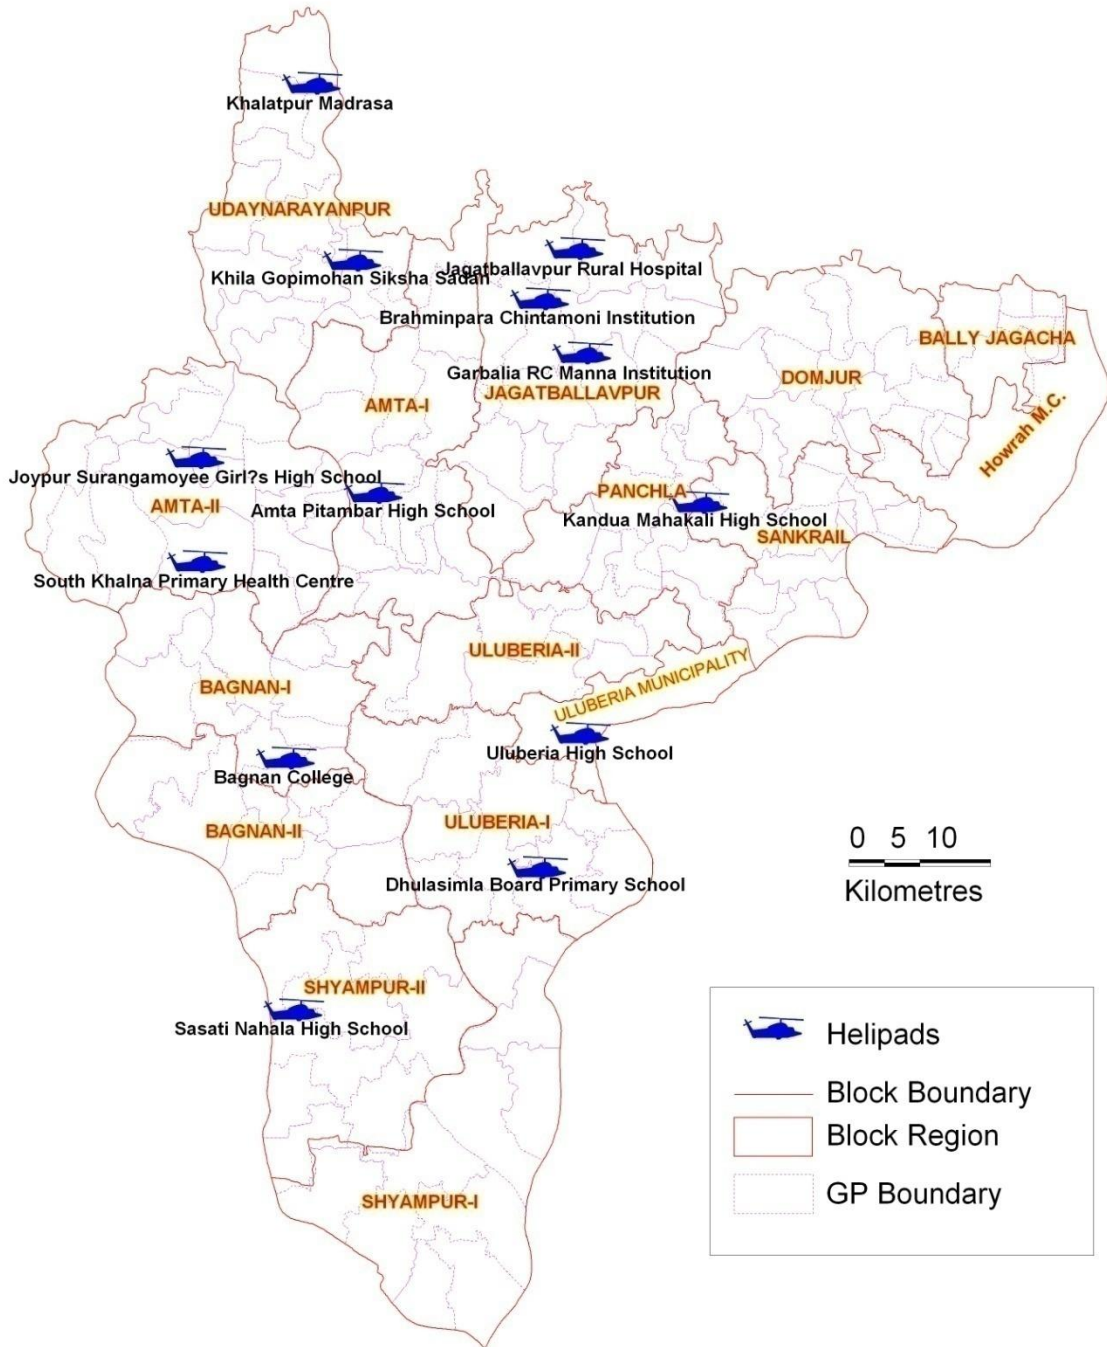 Khalatpur Madrasa
UDAYNARAYANPUR
Khila Gopimohan Siksha Sadan
Jagatballavpur Rural Hospital
Brahminpara Chintamoni Institution
Garbalia RC Manna Institution
JAGATBALLAVPUR
BALLY JAGACHA
DOMJUR
Howrah M.C.
AMTA-I
Joypur Surangamoyee Girl?s High School
AMTA-II
Amta Pitambar High School
PANCHLA
Kandua Mahakali High School
SANKRAIL
South Khalna Primary Health Centre
ULUBERIA-II
ULUBERIA MUNICIPALITY
BAGNAN-I
Uluberia High School
Bagnan College
BAGNAN-II
ULUBERIA-I
Dhulasimla Board Primary School
0 5 10
Kilometres
SHYAMPUR-II
Sasati Nahala High School
SHYAMPUR-I
Helipads
Block Boundary
Block Region
GP Boundary